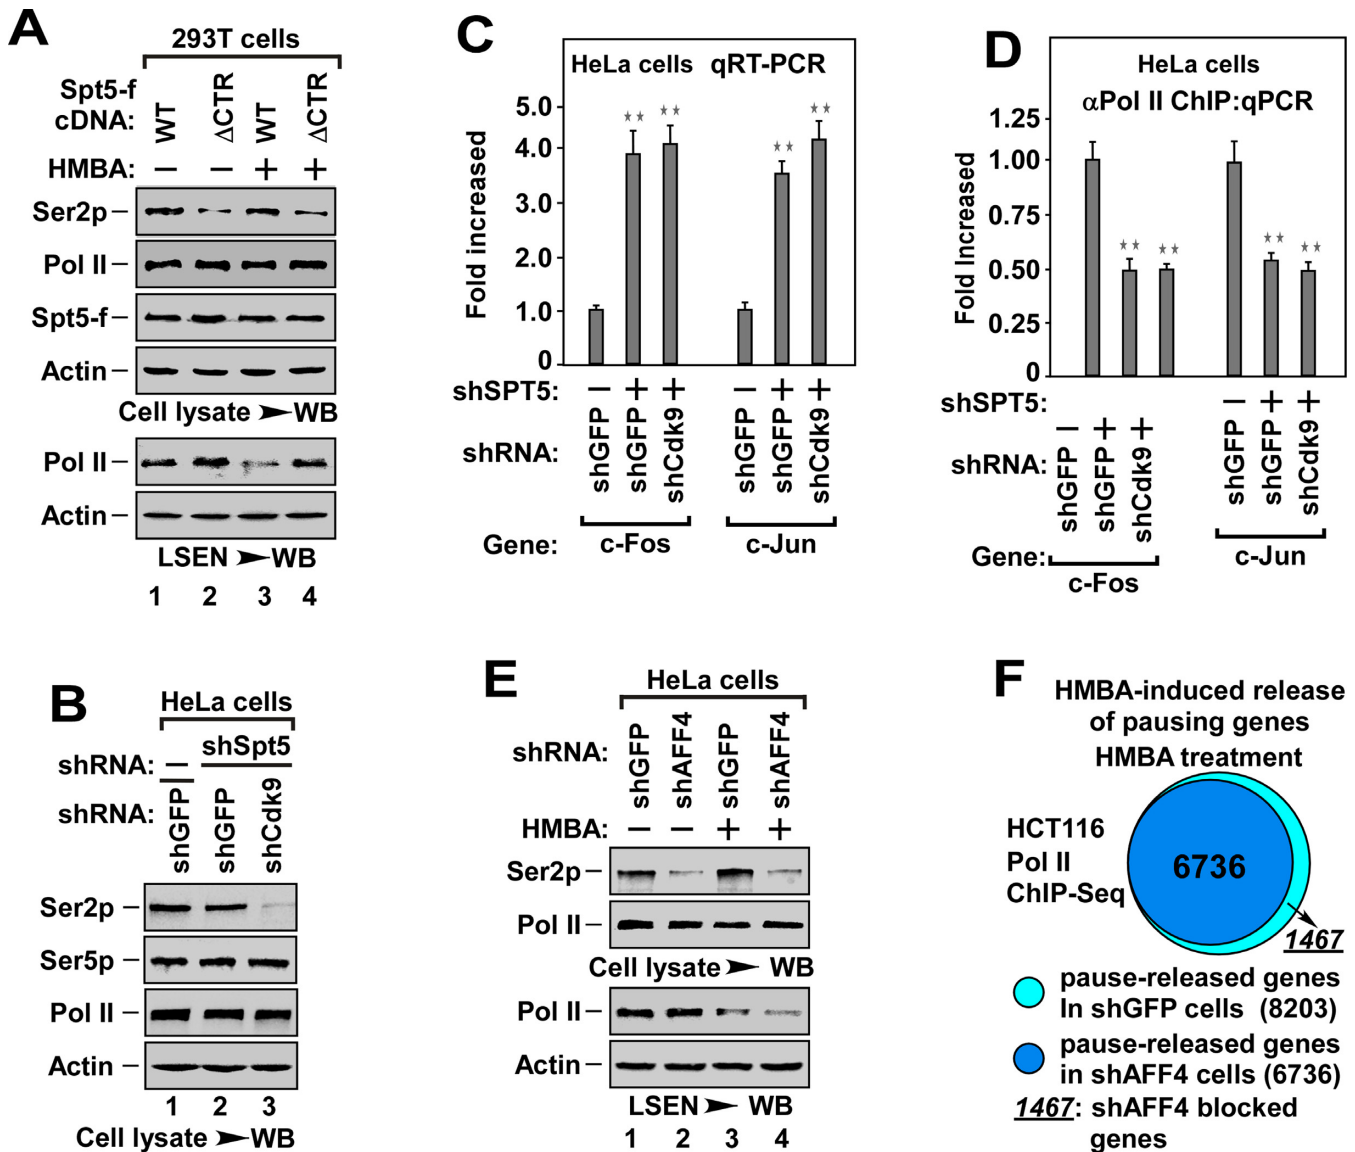 A
293T cells
Spt5-f cDNA: WT ΔCTR WT ΔCTR
HMBA: – – + +
Ser2p
Pol II
Spt5-f
Actin
Cell lysate ➤ WB
Pol II
Actin
LSEN ➤ WB
1 2 3 4
B
HeLa cells
shSpt5
shRNA: –
shRNA: shGFP shGFP shCdk9
Ser2p
Ser5p
Pol II
Actin
1 2 3
Cell lysate ➤ WB
C
HeLa cells qRT-PCR
Fold increased
5.0
4.0
3.0
2.0
1.0
0
** ** ** **
shSPT5: – + + – + +
shRNA: shGFP shGFP shCdk9 shGFP shGFP shCdk9
Gene: c-Fos c-Jun
D
HeLa cells
αPol II ChIP:qPCR
Fold Increased
1.25
1.00
0.75
0.50
0.25
0
** ** ** **
shSPT5: – + + – + +
shRNA: shGFP shGFP shCdk9 shGFP shGFP shCdk9
Gene: c-Fos c-Jun
E
HeLa cells
shRNA: shGFP shAFF4 shGFP shAFF4
HMBA: – – + +
Ser2p
Pol II
Cell lysate ➤ WB
Pol II
Actin
LSEN ➤ WB
1 2 3 4
F
HMBA-induced release
of pausing genes
HMBA treatment
HCT116
Pol II
ChIP-Seq
6736
1467
pause-released genes
In shGFP cells (8203)
pause-released genes
in shAFF4 cells (6736)
1467: shAFF4 blocked
genes